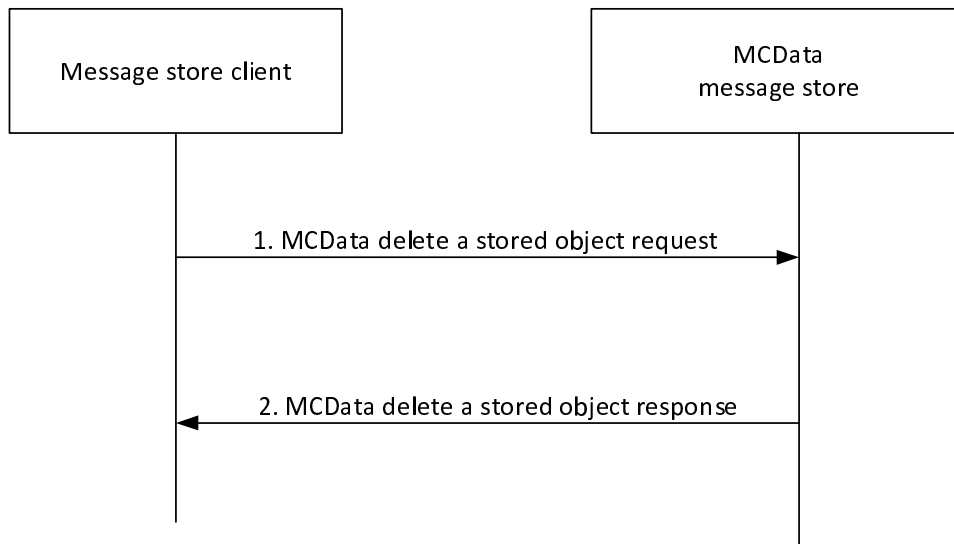 Message store client
MCData
message store
1. MCData delete a stored object request
2. MCData delete a stored object response